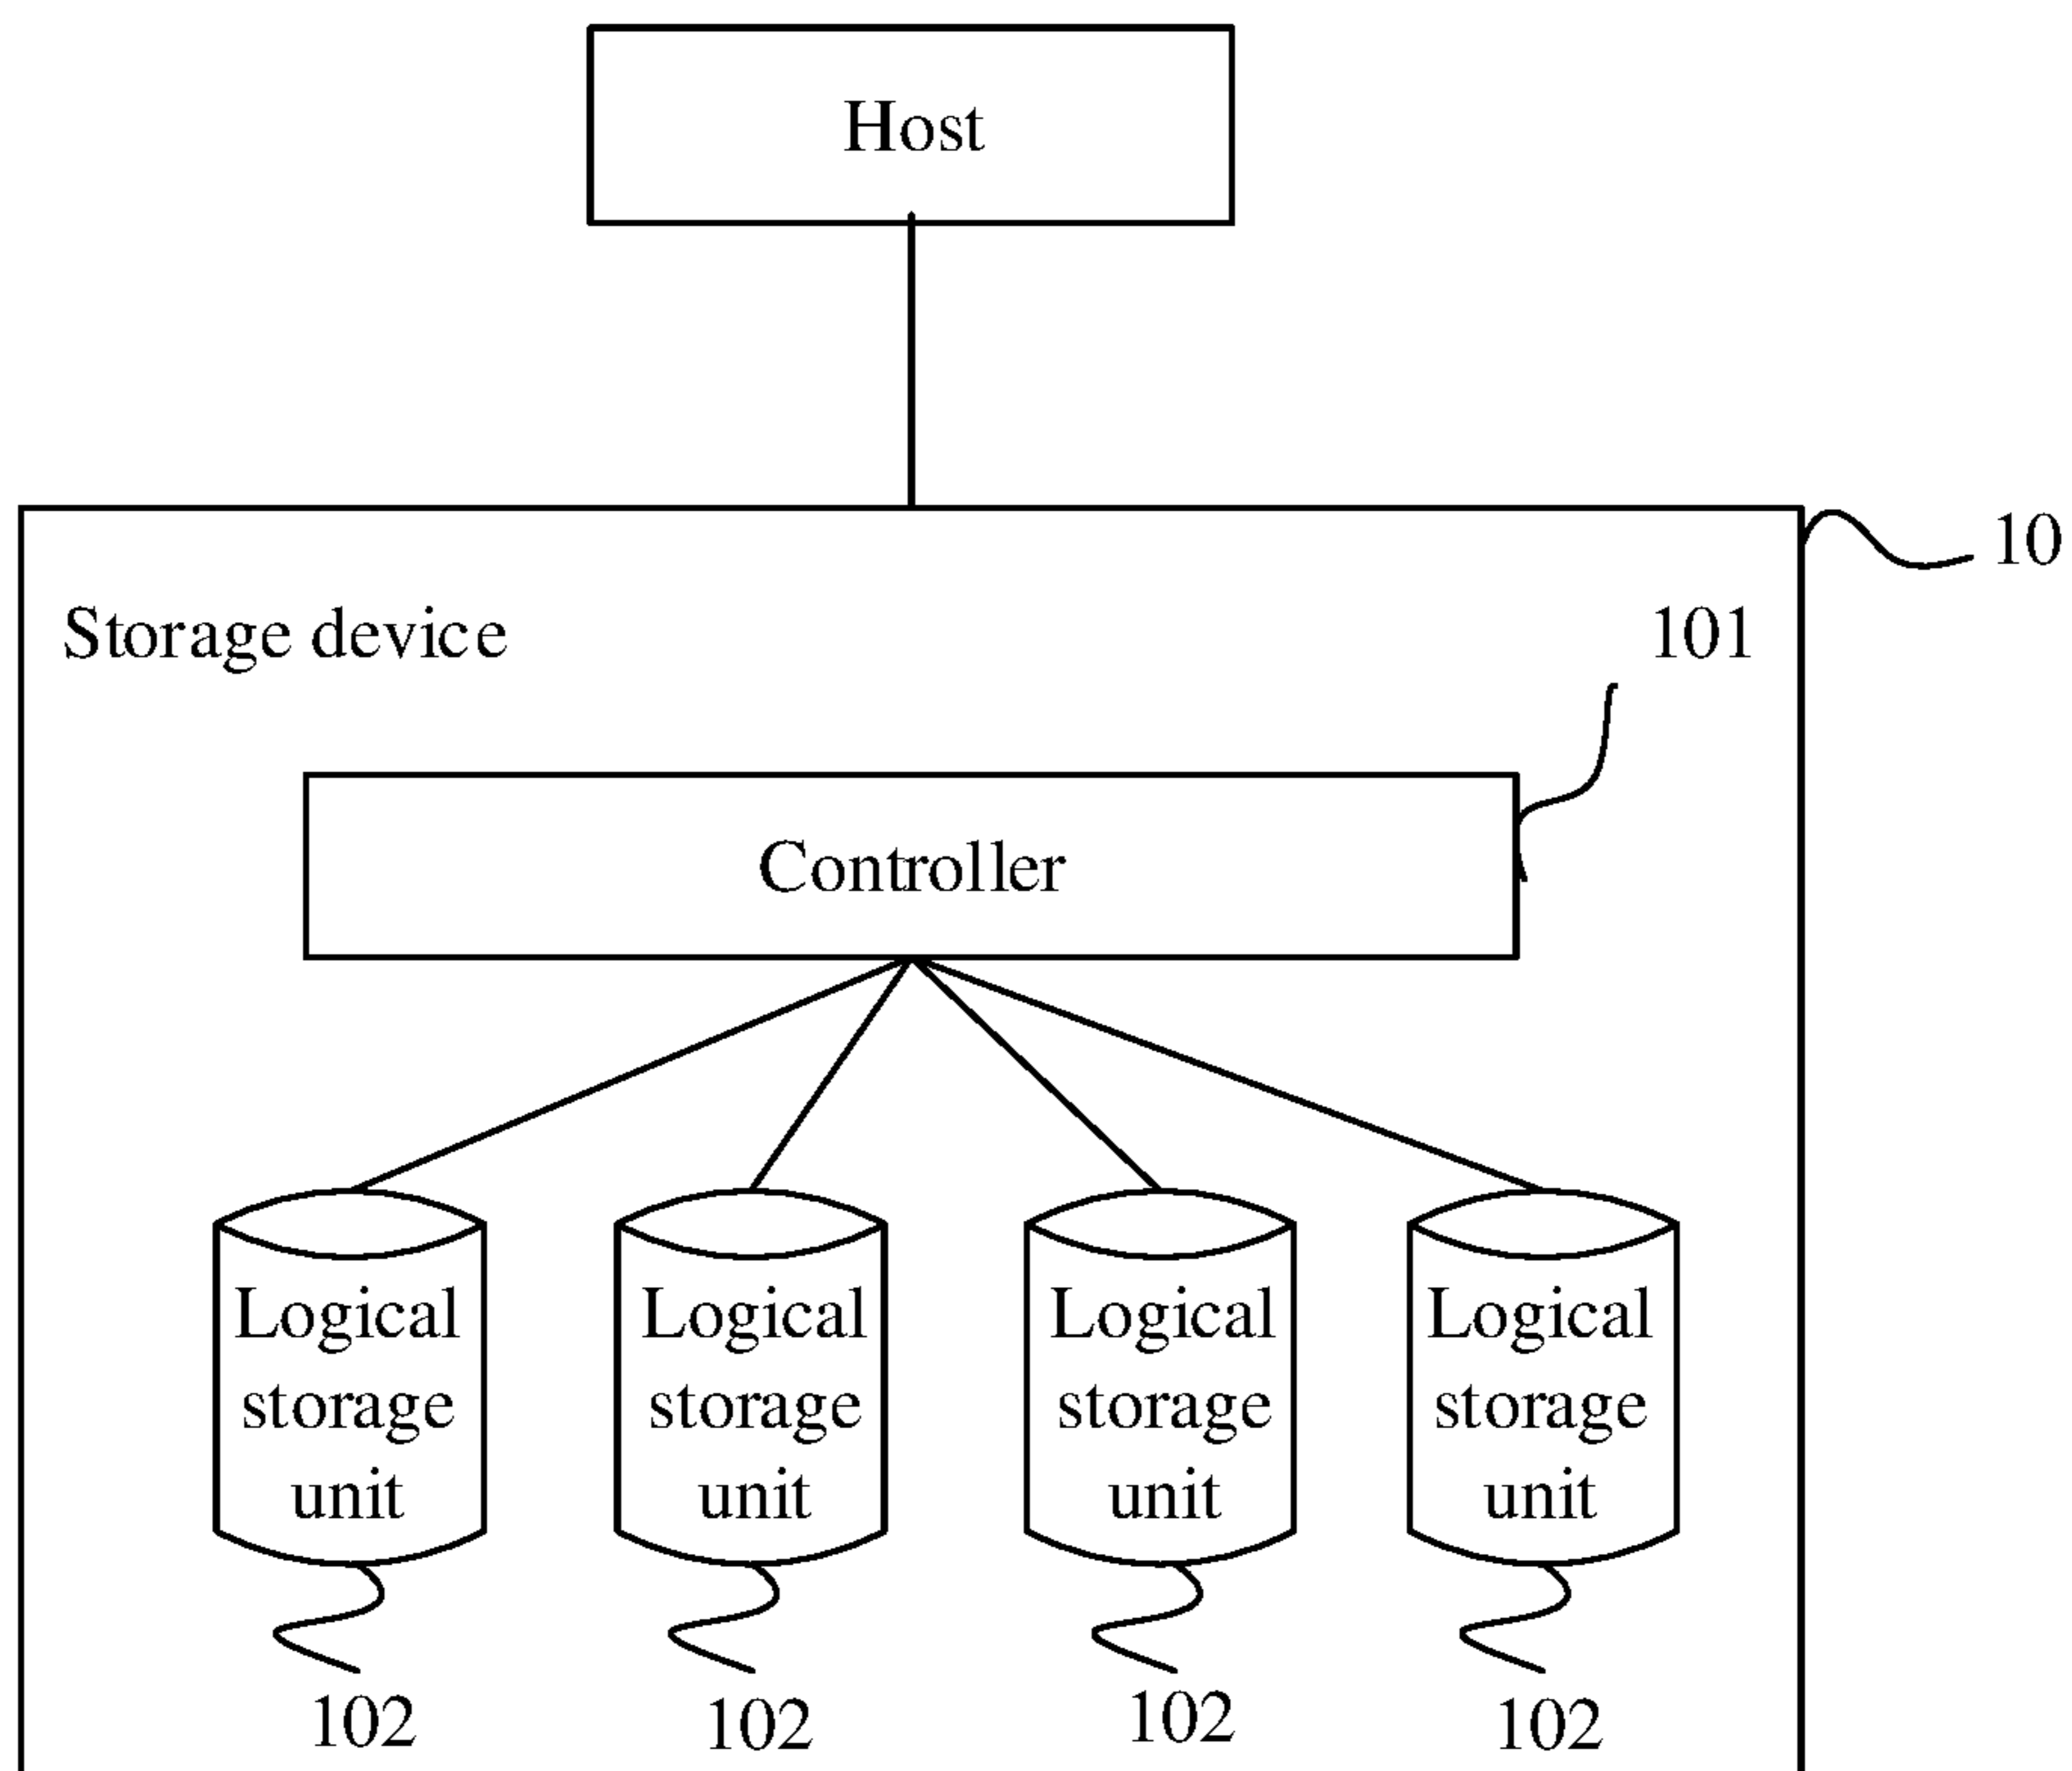 Host
10
Storage device
101
Controller
Logical
storage
unit
Logical
storage
unit
Logical
storage
unit
Logical
storage
unit
102
102
102
102